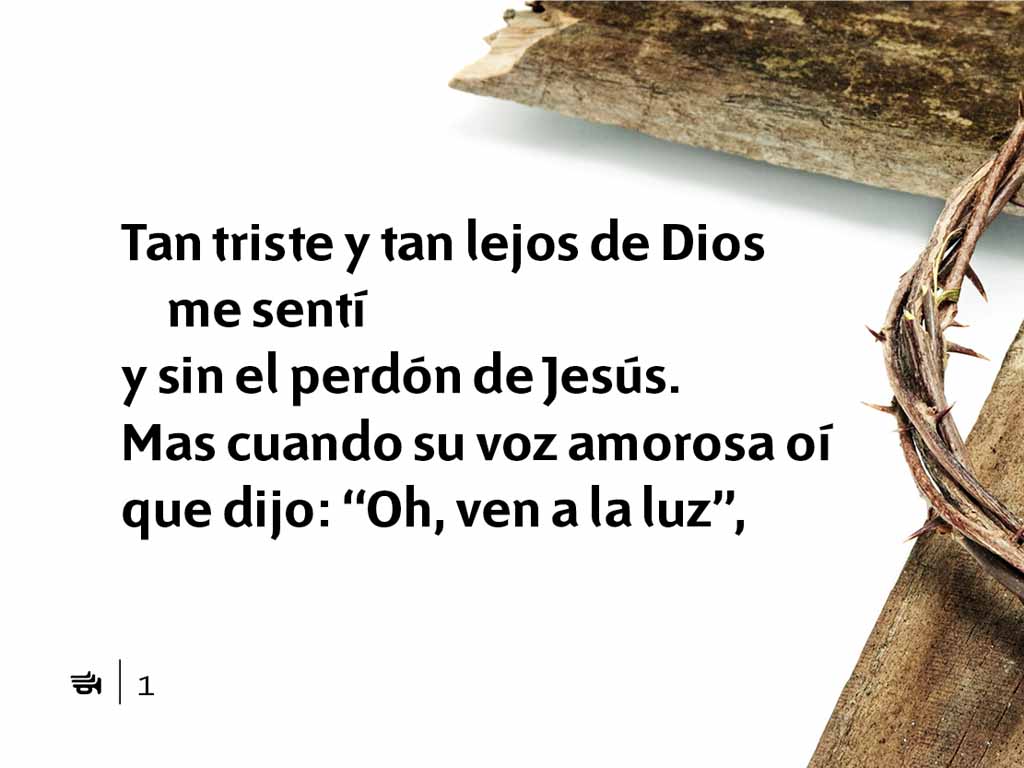 Tan triste y tan lejos de Dios
me sentí
y sin el perdón de Jesús.
Mas cuando su voz amorosa oí
que dijo: “Oh, ven a la luz”,
1